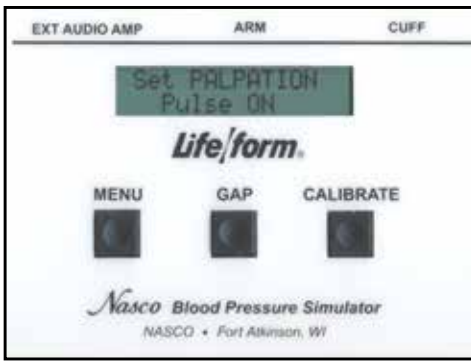 EXT AUDIO AMP ARM CUFF
Set PALPATION
Pulse ON
Life/form®
MENU GAP CALIBRATE
Nasco Blood Pressure Simulator
NASCO • Fort Atkinson, WI